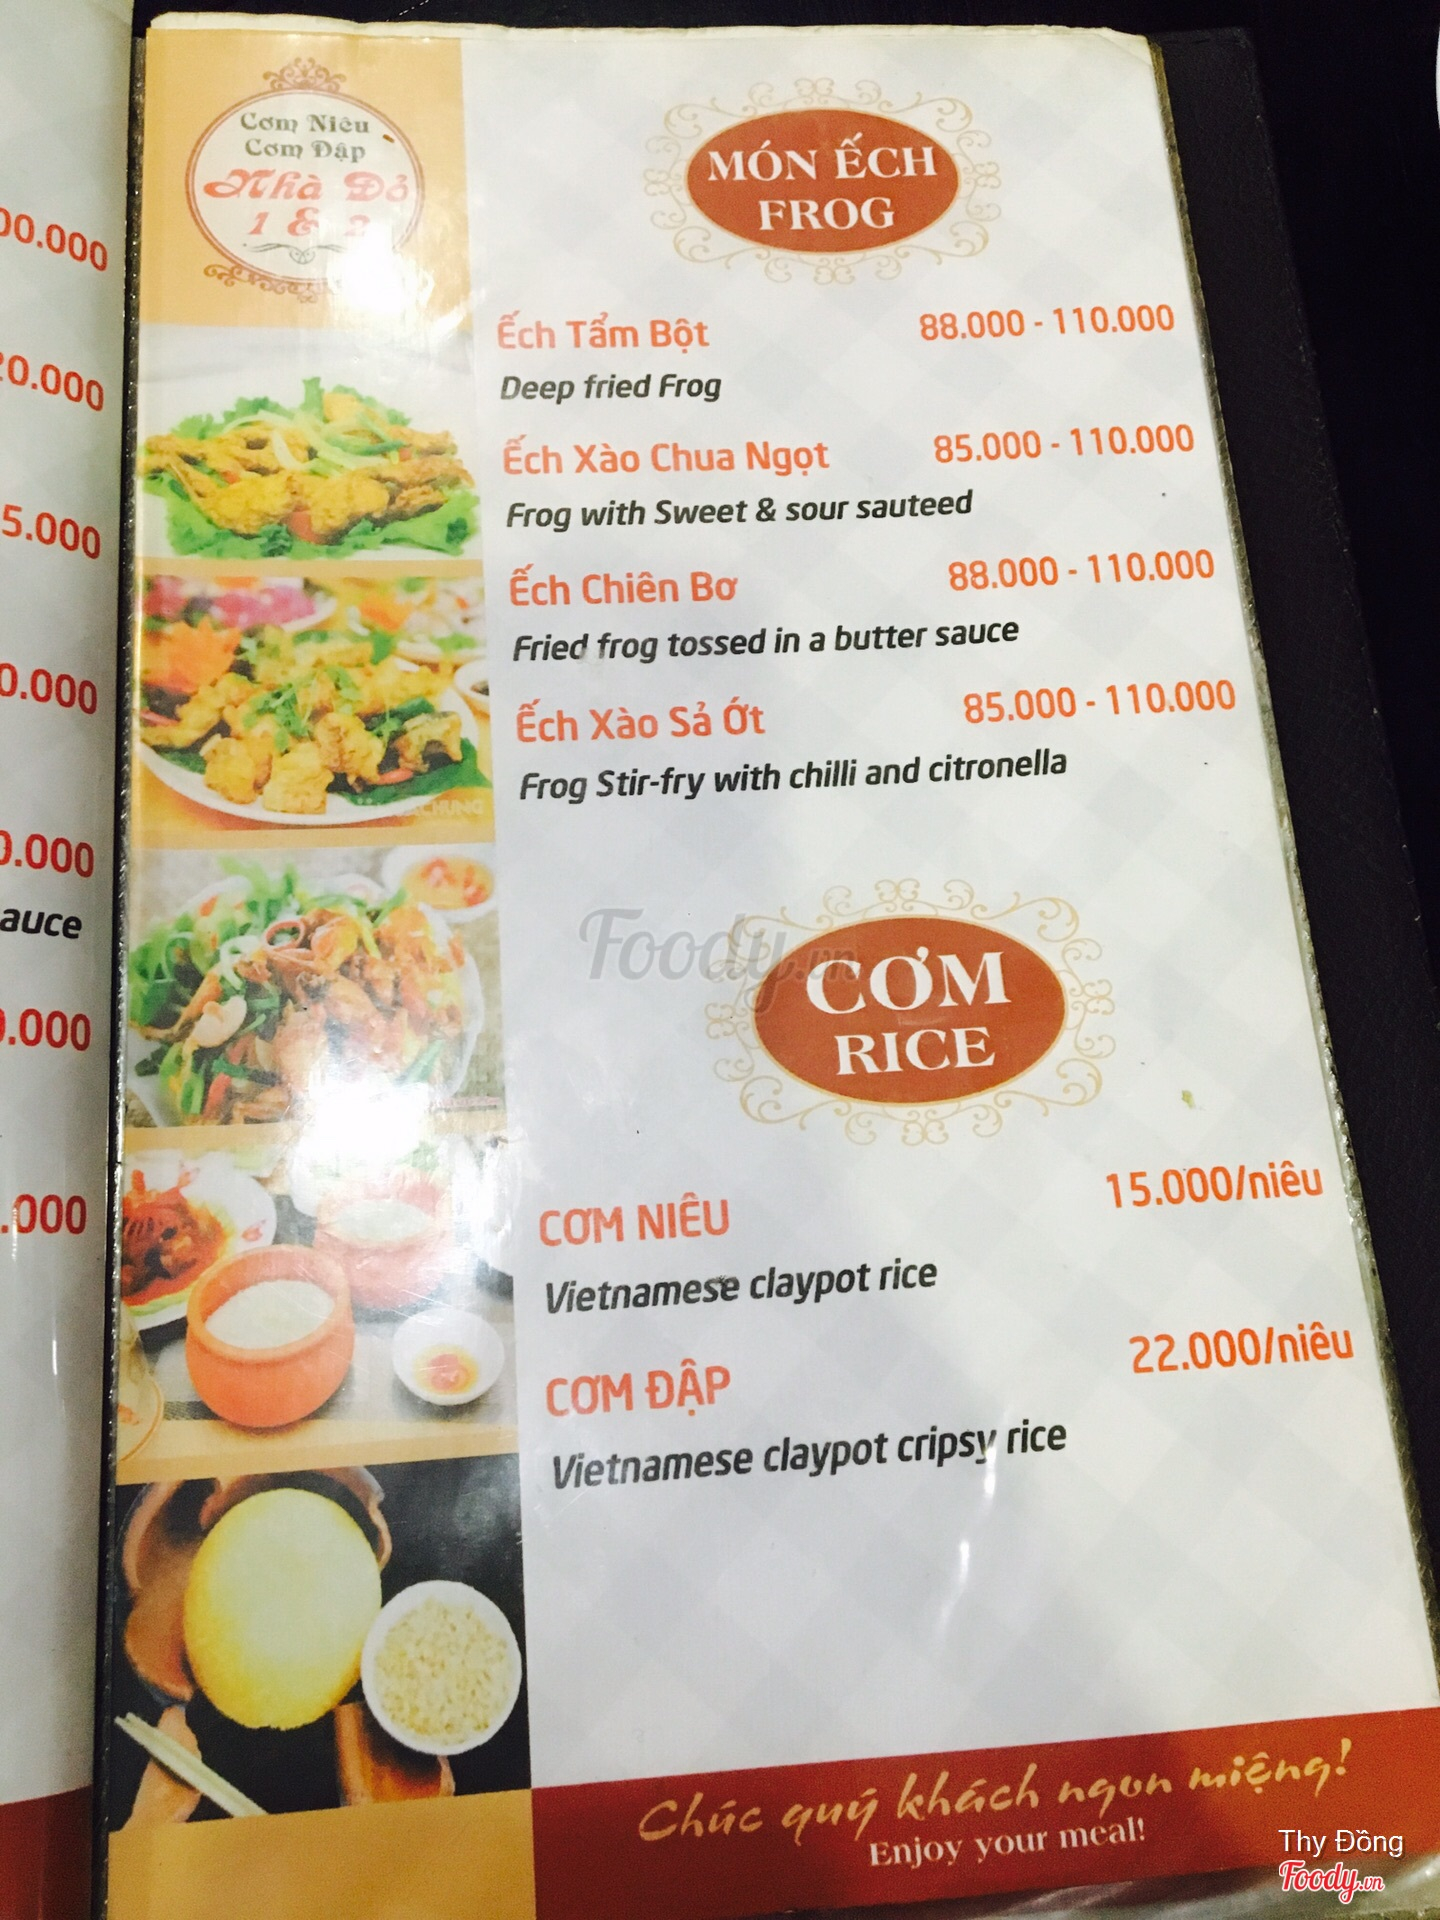 Cơm Niêu
Cơm Đập
Nhà Đỏ
1 & 2
MÓN ẾCH
FROG
Ếch Tẩm Bột 88.000 - 110.000
Deep fried Frog
Ếch Xào Chua Ngọt 85.000 - 110.000
Frog with Sweet & sour sauteed
Ếch Chiên Bơ 88.000 - 110.000
Fried frog tossed in a butter sauce
Ếch Xào Sả Ớt 85.000 - 110.000
Frog Stir-fry with chilli and citronella
Foody.vn
CƠM
RICE
CƠM NIÊU 15.000/niêu
Vietnamese claypot rice
CƠM ĐẬP 22.000/niêu
Vietnamese claypot cripsy rice
Chúc quý khách ngon miệng!
Enjoy your meal!
Thy Đồng
Foody.vn